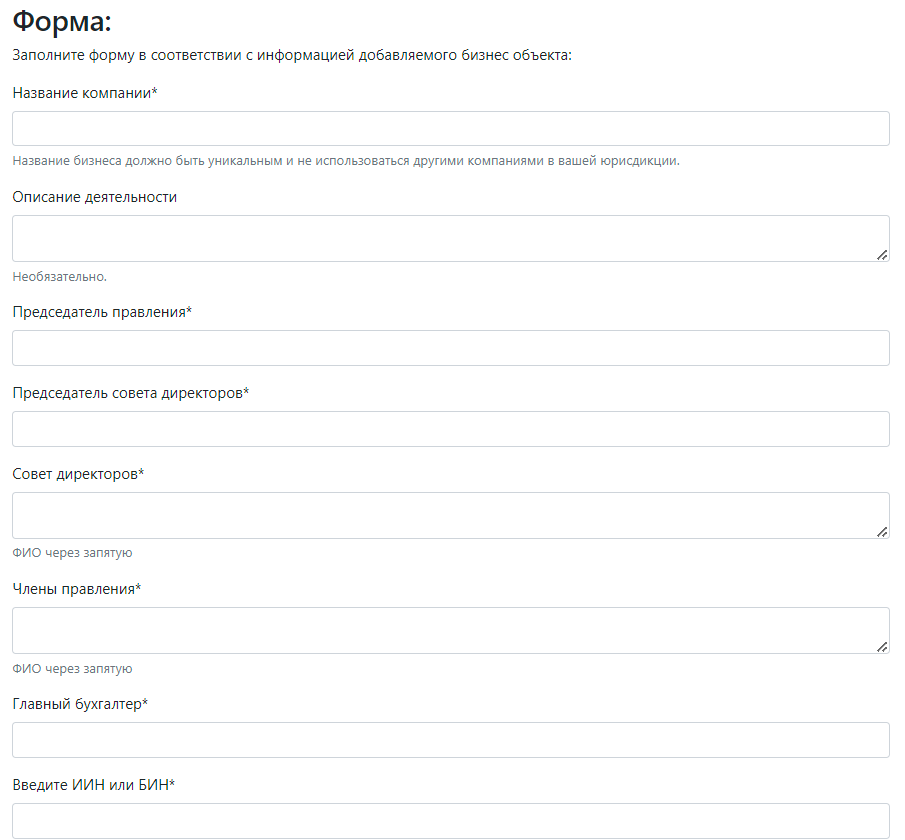 Форма:
Заполните форму в соответствии с информацией добавляемого бизнес объекта:
Название компании*
Название бизнеса должно быть уникальным и не использоваться другими компаниями в вашей юрисдикции.
Описание деятельности
Необязательно.
Председатель правления*
Председатель совета директоров*
Совет директоров*
ФИО через запятую
Члены правления*
ФИО через запятую
Главный бухгалтер*
Введите ИИН или БИН*